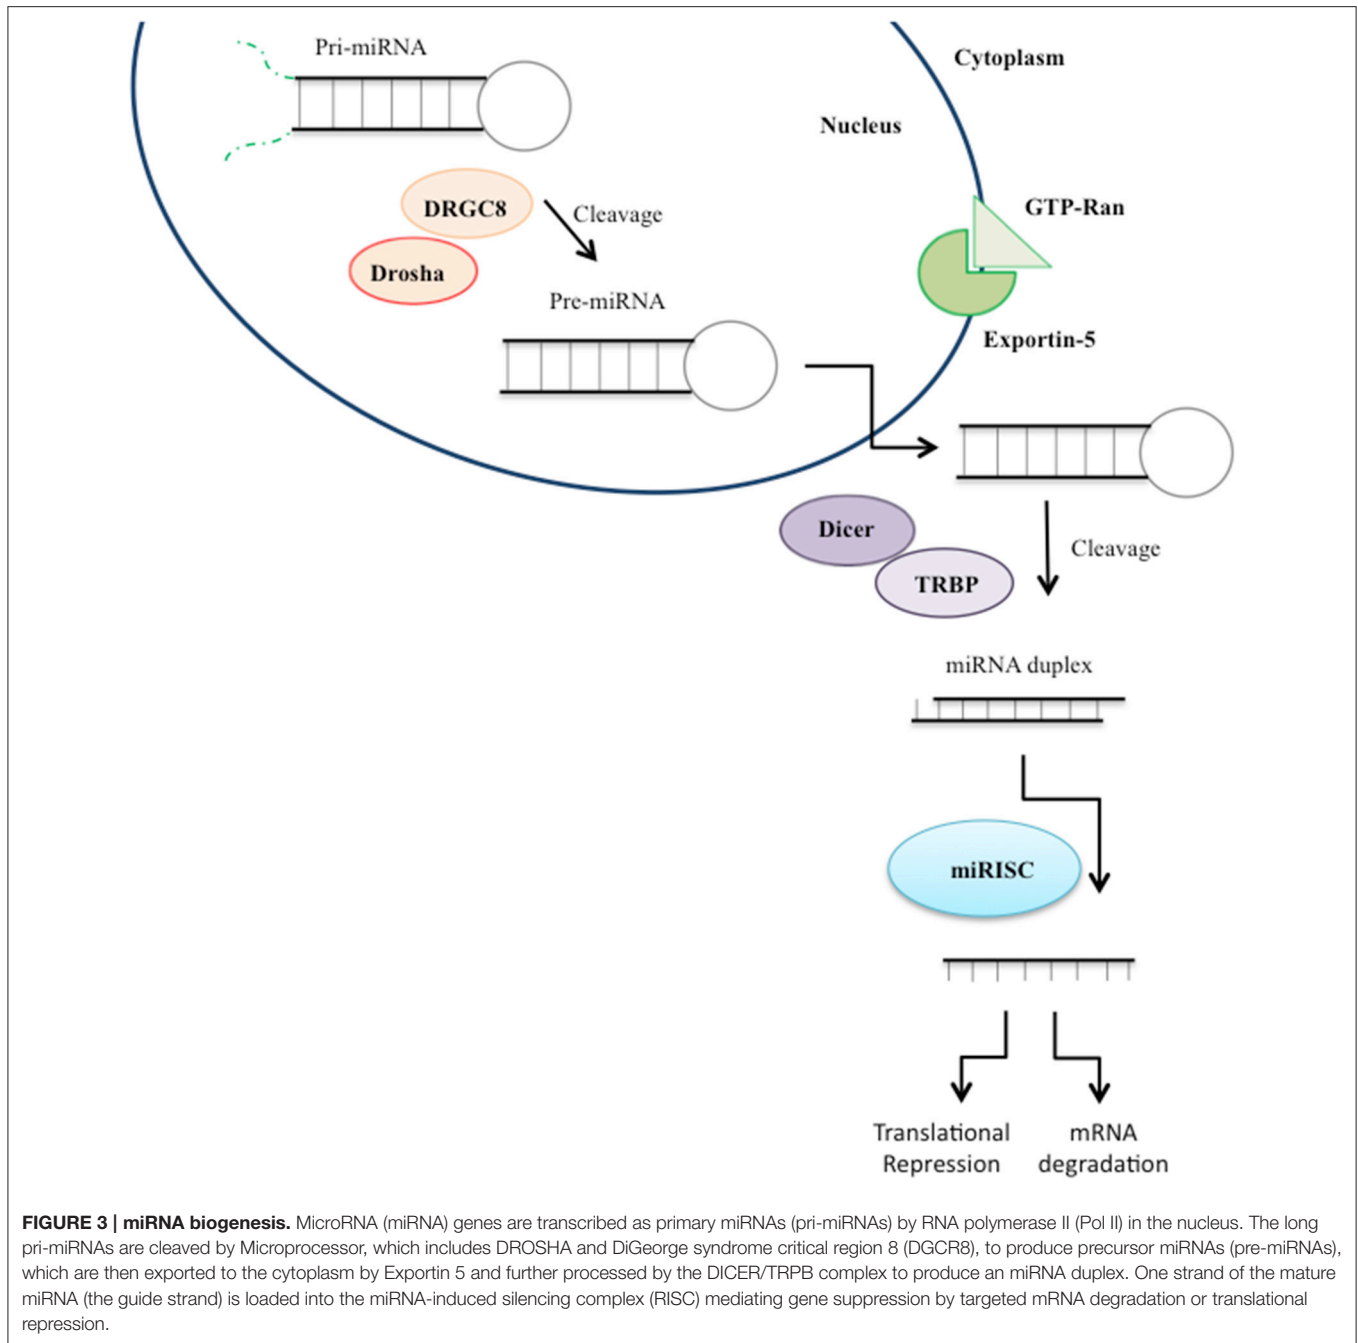 Pri-miRNA
Cytoplasm
Nucleus
DRGC8
Cleavage
GTP-Ran
Drosha
Pre-miRNA
Exportin-5
Dicer
TRBP
Cleavage
miRNA duplex
miRISC
Translational
Repression
mRNA
degradation
FIGURE 3 | miRNA biogenesis. MicroRNA (miRNA) genes are transcribed as primary miRNAs (pri-miRNAs) by RNA polymerase II (Pol II) in the nucleus. The long
pri-miRNAs are cleaved by Microprocessor, which includes DROSHA and DiGeorge syndrome critical region 8 (DGCR8), to produce precursor miRNAs (pre-miRNAs),
which are then exported to the cytoplasm by Exportin 5 and further processed by the DICER/TRPB complex to produce an miRNA duplex. One strand of the mature
miRNA (the guide strand) is loaded into the miRNA-induced silencing complex (RISC) mediating gene suppression by targeted mRNA degradation or translational
repression.